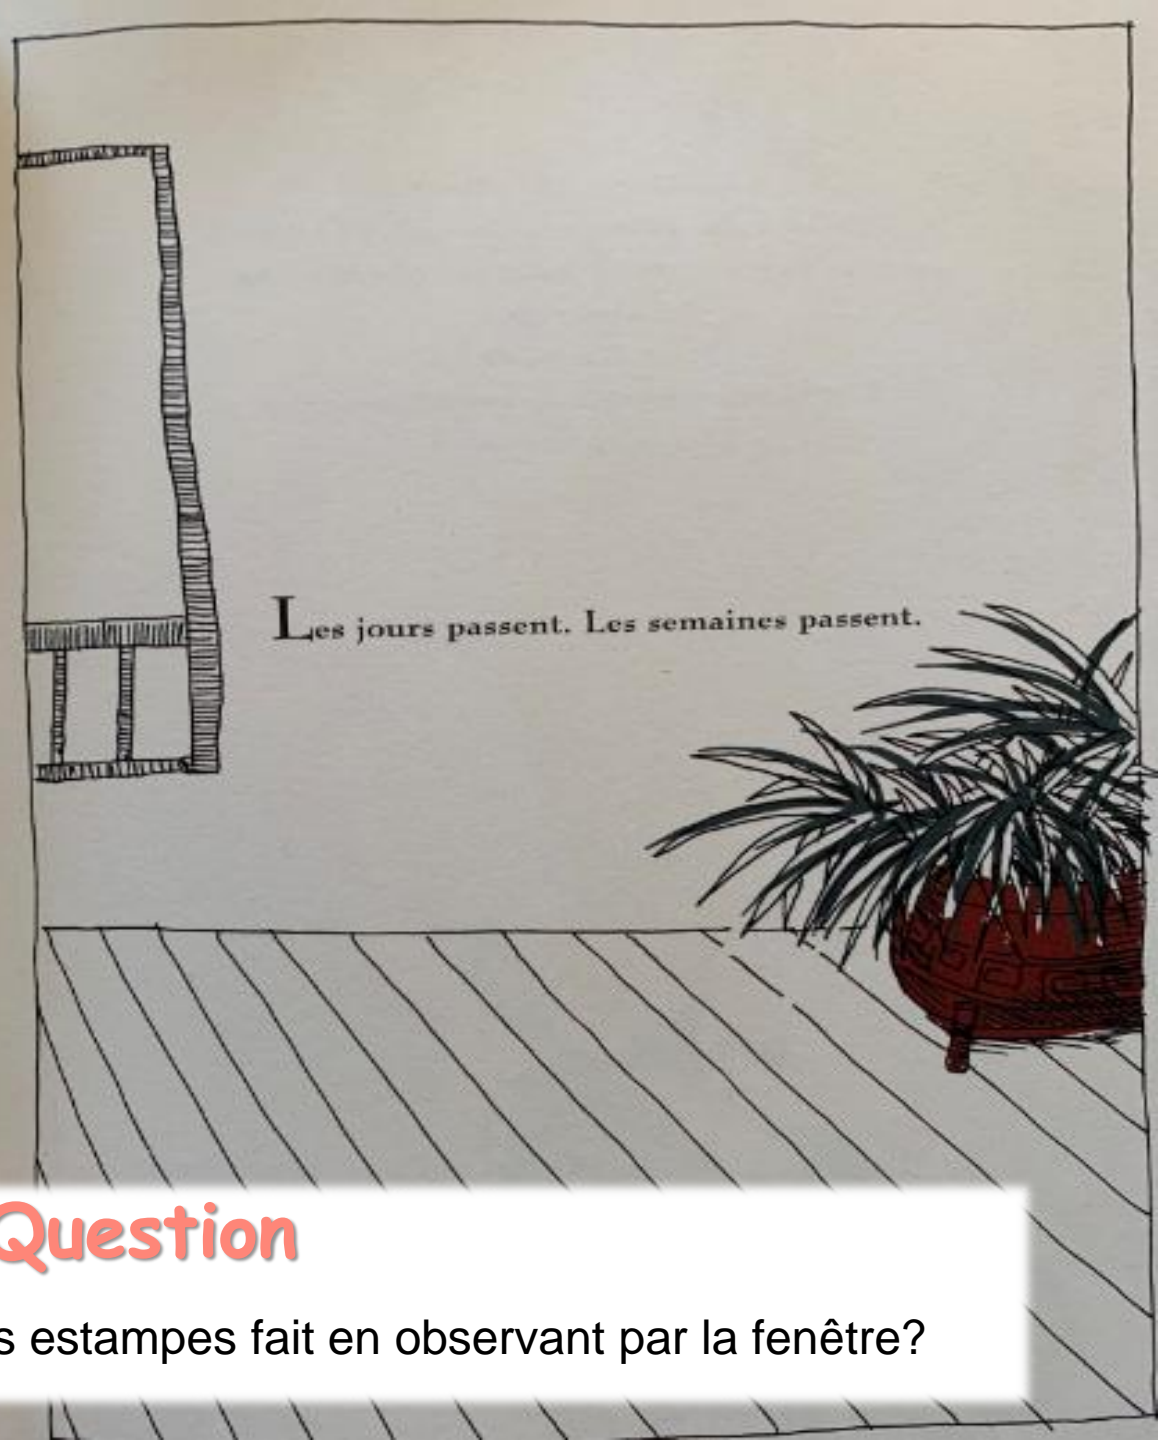 Les jours passent. Les semaines passent.
Question
s estampes fait en observant par la fenêtre?